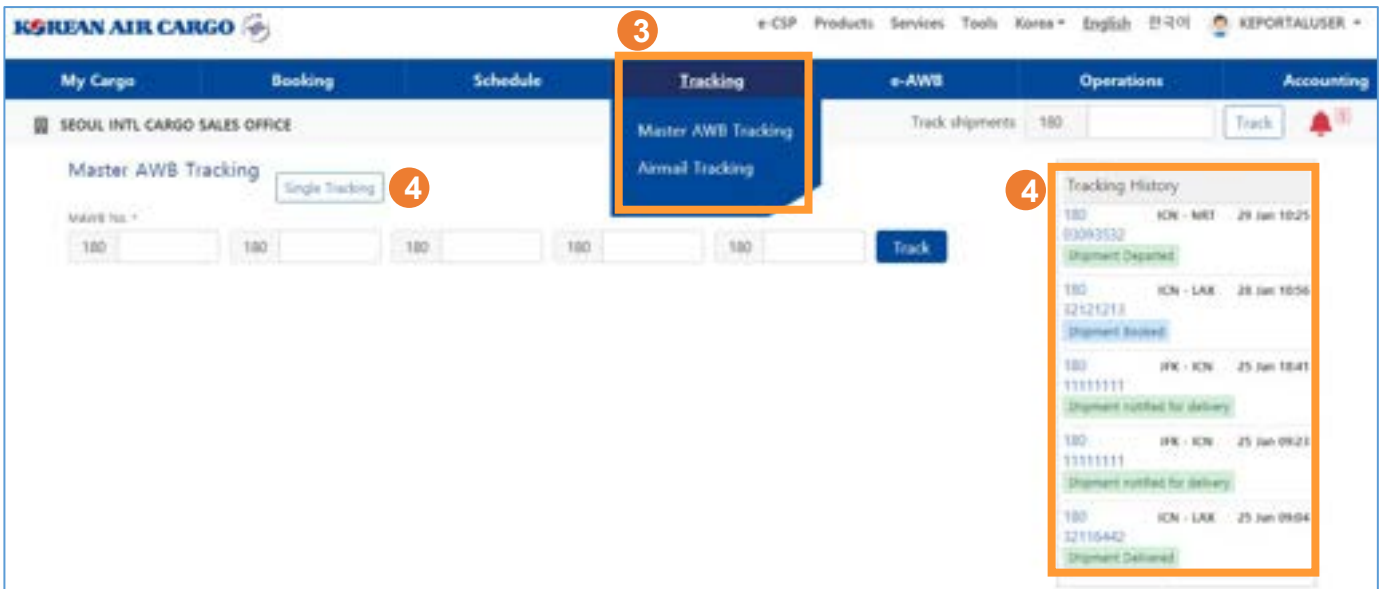 KOREAN AIR CARGO
3
e-CSP Products Services Tools Korea English 한국어 KEPORTALUSER
My Cargo Booking Schedule Tracking e-AWB Operations Accounting
SEOUL INTL CARGO SALES OFFICE
Master AWB Tracking
Airmail Tracking
Track shipments 180 Track
Master AWB Tracking
Single Tracking
4
MAWB No. *
180 180 180 180 180 Track
4
Tracking History
180 ICN - NRT 29 Jan 10:25
03093532
Shipment Departed
180 ICN - LAX 28 Jan 10:56
32121213
Shipment Booked
180 JFK - ICN 25 Jan 18:41
11111111
Shipment notified for delivery
180 JFK - ICN 25 Jan 09:23
11111111
Shipment notified for delivery
180 ICN - LAX 25 Jan 09:04
32116442
Shipment Delivered